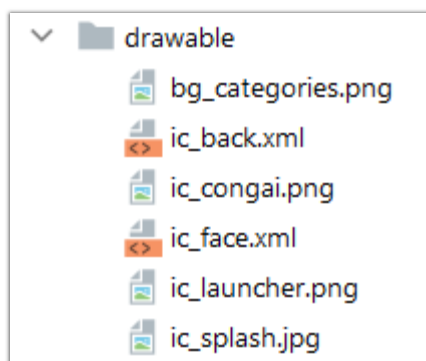 drawable
bg_categories.png
ic_back.xml
ic_congai.png
ic_face.xml
ic_launcher.png
ic_splash.jpg